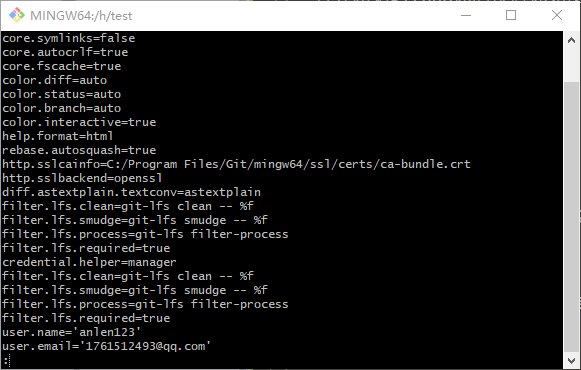 MINGW64:/h/test
core.symlinks=false
core.autocrlf=true
core.fscache=true
color.diff=auto
color.status=auto
color.branch=auto
color.interactive=true
help.format=html
rebase.autosquash=true
http.sslcainfo=C:/Program Files/Git/mingw64/ssl/certs/ca-bundle.crt
http.sslbackend=openssl
diff.astextplain.textconv=astextplain
filter.lfs.clean=git-lfs clean -- %f
filter.lfs.smudge=git-lfs smudge -- %f
filter.lfs.process=git-lfs filter-process
filter.lfs.required=true
credential.helper=manager
filter.lfs.clean=git-lfs clean -- %f
filter.lfs.smudge=git-lfs smudge -- %f
filter.lfs.process=git-lfs filter-process
filter.lfs.required=true
user.name='anlen123'
user.email='1761512493@qq.com'
: